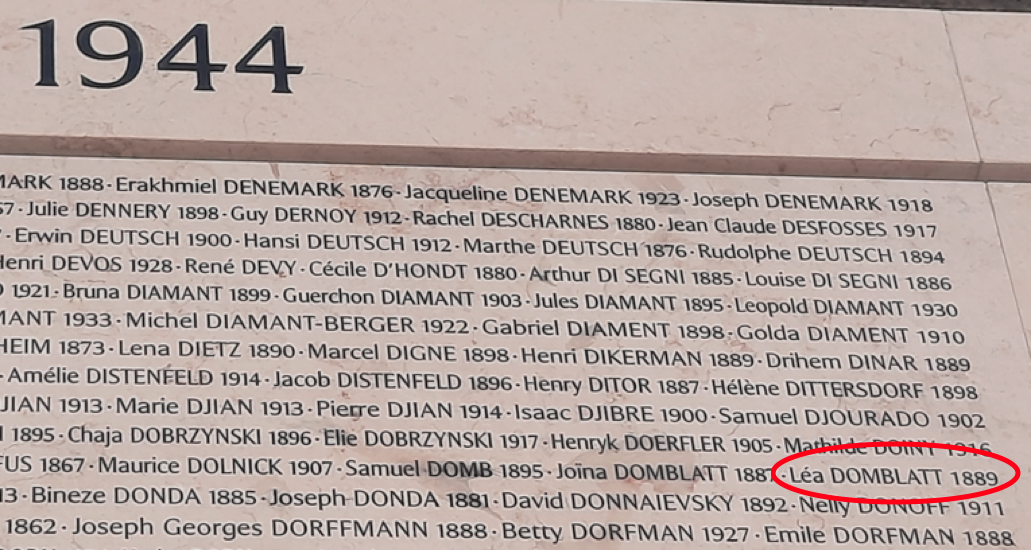 1944
MARK 1888·Erakhmiel DENEMARK 1876·Jacqueline DENEMARK 1923·Joseph DENEMARK 1918
67·Julie DENNERY 1898·Guy DERNOY 1912·Rachel DESCHARNES 1880·Jean Claude DESFOSSES 1917
·Erwin DEUTSCH 1900·Hansi DEUTSCH 1912·Marthe DEUTSCH 1876·Rudolphe DEUTSCH 1894
Henri DEVOS 1928·René DEVY·Cécile D'HONDT 1880·Arthur DI SEGNI 1885·Louise DI SEGNI 1886
1921·Bruna DIAMANT 1899·Guerchon DIAMANT 1903·Jules DIAMANT 1895·Leopold DIAMANT 1930
MANT 1933·Michel DIAMANT-BERGER 1922·Gabriel DIAMENT 1898·Golda DIAMENT 1910
HEIM 1873·Lena DIETZ 1890·Marcel DIGNE 1898·Henri DIKERMAN 1889·Drihem DINAR 1889
·Amélie DISTENFELD 1914·Jacob DISTENFELD 1896·Henry DITOR 1887·Hélène DITTERSDORF 1898
JIAN 1913·Marie DJIAN 1913·Pierre DJIAN 1914·Isaac DJIBRE 1900·Samuel DJOURADO 1902
1895·Chaja DOBRZYNSKI 1896·Elie DOBRZYNSKI 1917·Henryk DOERFLER 1905·Mathilde DOINY 1916
FUS 1867·Maurice DOLNICK 1907·Samuel DOMB 1895·Joïna DOMBLATT 1887·Léa DOMBLATT 1889
13·Bineze DONDA 1885·Joseph DONDA 1881·David DONNAIEVSKY 1892·Nelly DONOFF 1911
1862·Joseph Georges DORFFMANN 1888·Betty DORFMAN 1927·Emile DORFMAN 1888